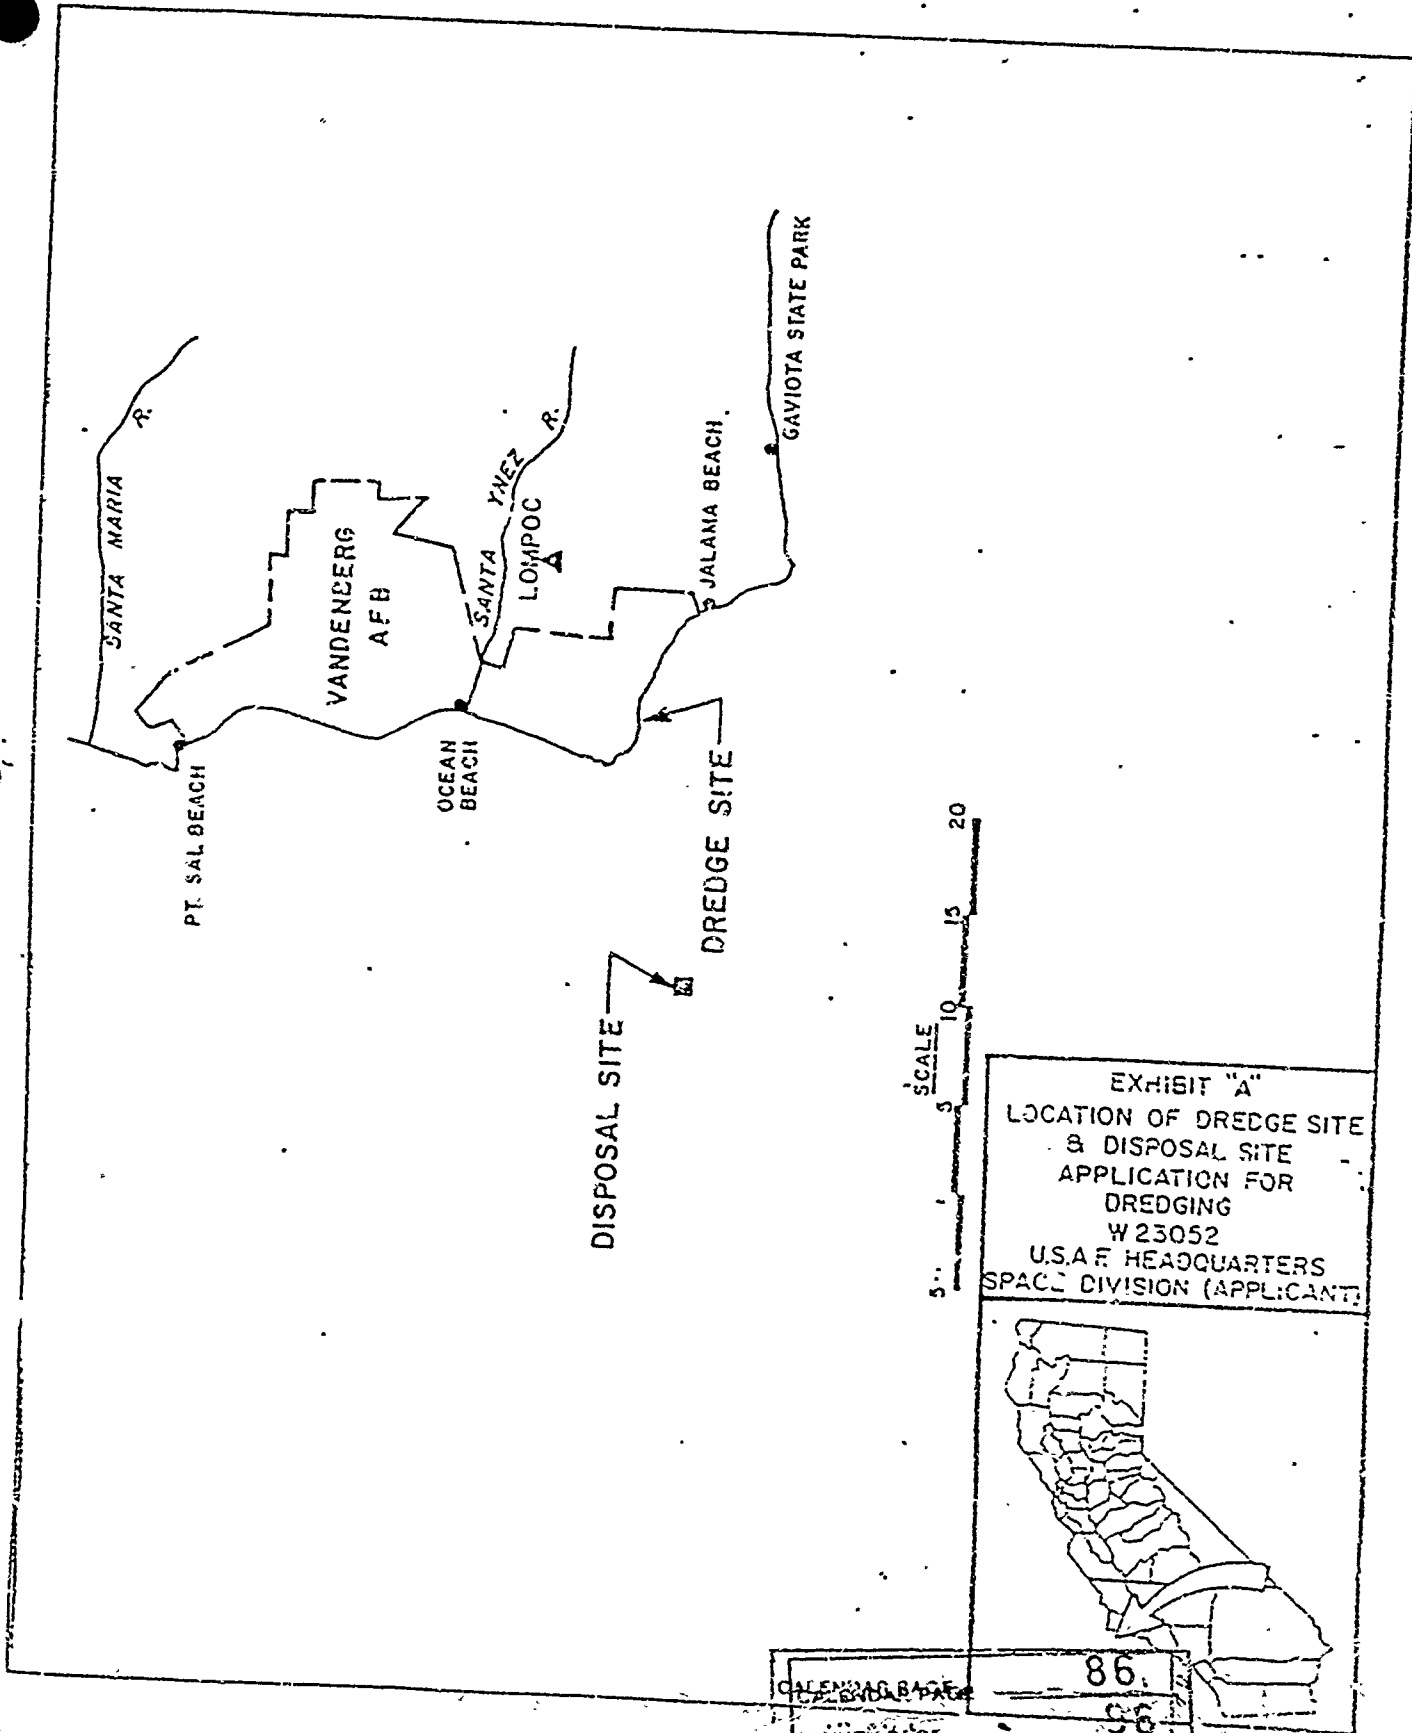 SANTA MARIA R.
VANDENBERG
AFB
SANTA YNEZ R.
LOMPOC
PT. SAL BEACH
OCEAN
BEACH
JALAMA BEACH
GAVIOTA STATE PARK
DREDGE SITE
DISPOSAL SITE
SCALE
5 5 10 15 20
EXHIBIT "A"
LOCATION OF DREDGE SITE
& DISPOSAL SITE
APPLICATION FOR
DREDGING
W 23052
U.S.A.F. HEADQUARTERS
SPACE DIVISION (APPLICANT)
CALENDAR PAGE 86